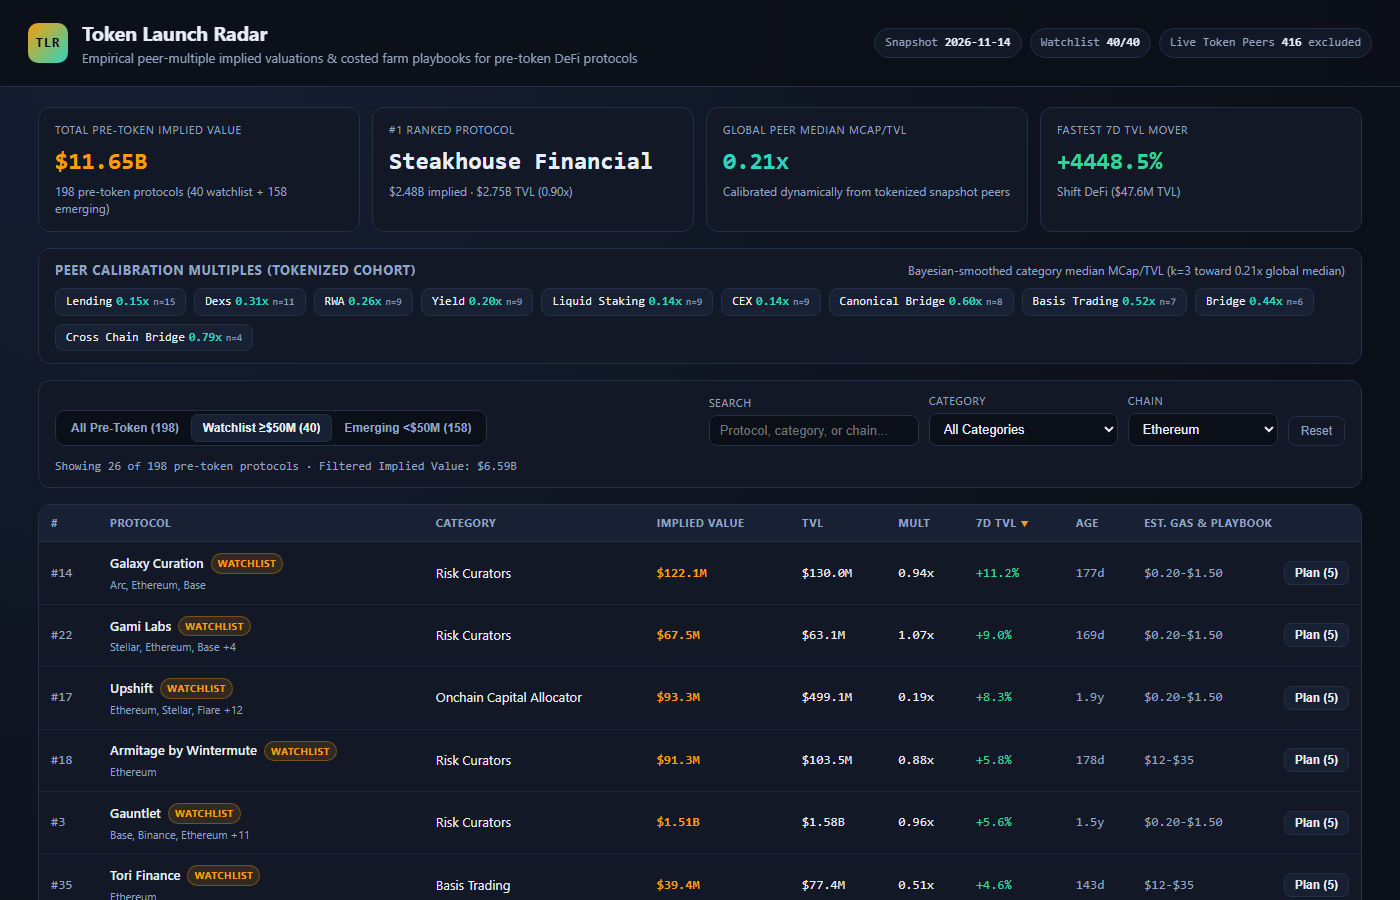 TLR
Token Launch Radar
Empirical peer-multiple implied valuations & costed farm playbooks for pre-token DeFi protocols
Snapshot 2026-11-14
Watchlist 40/40
Live Token Peers 416 excluded
TOTAL PRE-TOKEN IMPLIED VALUE
$11.65B
198 pre-token protocols (40 watchlist + 158
emerging)
#1 RANKED PROTOCOL
Steakhouse Financial
$2.48B implied · $2.75B TVL (0.90x)
GLOBAL PEER MEDIAN MCAP/TVL
0.21x
Calibrated dynamically from tokenized snapshot peers
FASTEST 7D TVL MOVER
+4448.5%
Shift DeFi ($47.6M TVL)
PEER CALIBRATION MULTIPLES (TOKENIZED COHORT)
Bayesian-smoothed category median MCap/TVL (k=3 toward 0.21x global median)
Lending 0.15x n=15
Dexs 0.31x n=11
RWA 0.26x n=9
Yield 0.20x n=9
Liquid Staking 0.14x n=9
CEX 0.14x n=9
Canonical Bridge 0.60x n=8
Basis Trading 0.52x n=7
Bridge 0.44x n=6
Cross Chain Bridge 0.79x n=4
All Pre-Token (198)
Watchlist ≥$50M (40)
Emerging <$50M (158)
SEARCH
Protocol, category, or chain...
CATEGORY
All Categories
CHAIN
Ethereum
Reset
Showing 26 of 198 pre-token protocols · Filtered Implied Value: $6.59B
# PROTOCOL CATEGORY IMPLIED VALUE TVL MULT 7D TVL ▼ AGE EST. GAS & PLAYBOOK
#14 Galaxy Curation WATCHLIST Risk Curators $122.1M $130.0M 0.94x +11.2% 177d $0.20-$1.50 Plan (5)
Arc, Ethereum, Base
#22 Gami Labs WATCHLIST Risk Curators $67.5M $63.1M 1.07x +9.0% 169d $0.20-$1.50 Plan (5)
Stellar, Ethereum, Base +4
#17 Upshift WATCHLIST Onchain Capital Allocator $93.3M $499.1M 0.19x +8.3% 1.9y $0.20-$1.50 Plan (5)
Ethereum, Stellar, Flare +12
#18 Armitage by Wintermute WATCHLIST Risk Curators $91.3M $103.5M 0.88x +5.8% 178d $12-$35 Plan (5)
Ethereum
#3 Gauntlet WATCHLIST Risk Curators $1.51B $1.58B 0.96x +5.6% 1.5y $0.20-$1.50 Plan (5)
Base, Binance, Ethereum +11
#35 Tori Finance WATCHLIST Basis Trading $39.4M $77.4M 0.51x +4.6% 143d $12-$35 Plan (5)
Ethereum